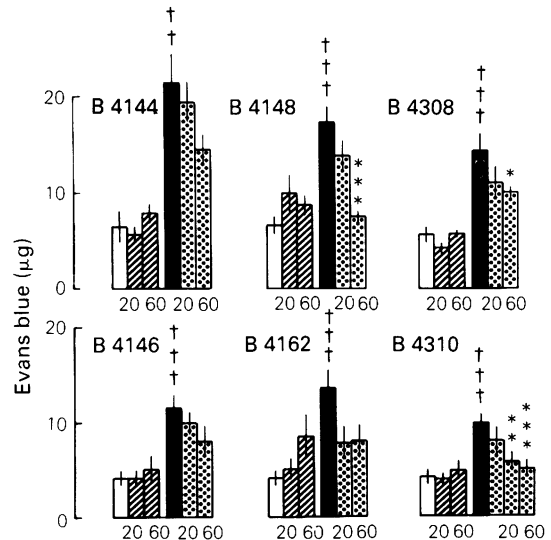 † † † † † † † †
20
B 4144 B 4148 B 4308
* * * *
10
0
20 60 20 60 20 60 20 60 20 60 20 60
Evans blue (μg)
† † † † † † † † †
20
B 4146 B 4162 B 4310
10
* * * * *
0
20 60 20 60 20 60 20 60 20 60 20 60